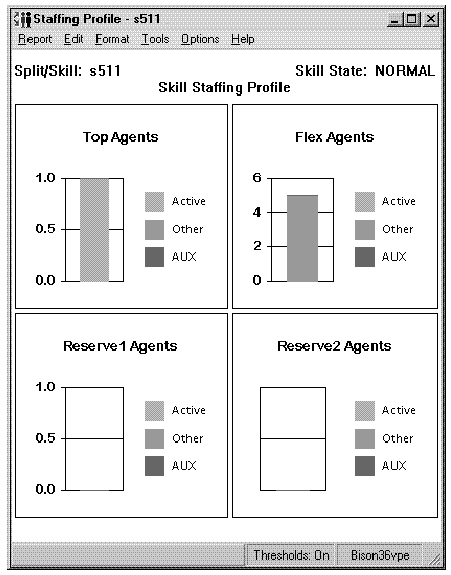 Staffing Profile - s511
Report Edit Format Tools Options Help
Split/Skill: s511 Skill State: NORMAL
Skill Staffing Profile
Top Agents
1.0
0.5
0.0
Active
Other
AUX
Flex Agents
6
4
2
0
Active
Other
AUX
Reserve1 Agents
1.0
0.5
0.0
Active
Other
AUX
Reserve2 Agents
Active
Other
AUX
Thresholds: On Bison36vpe